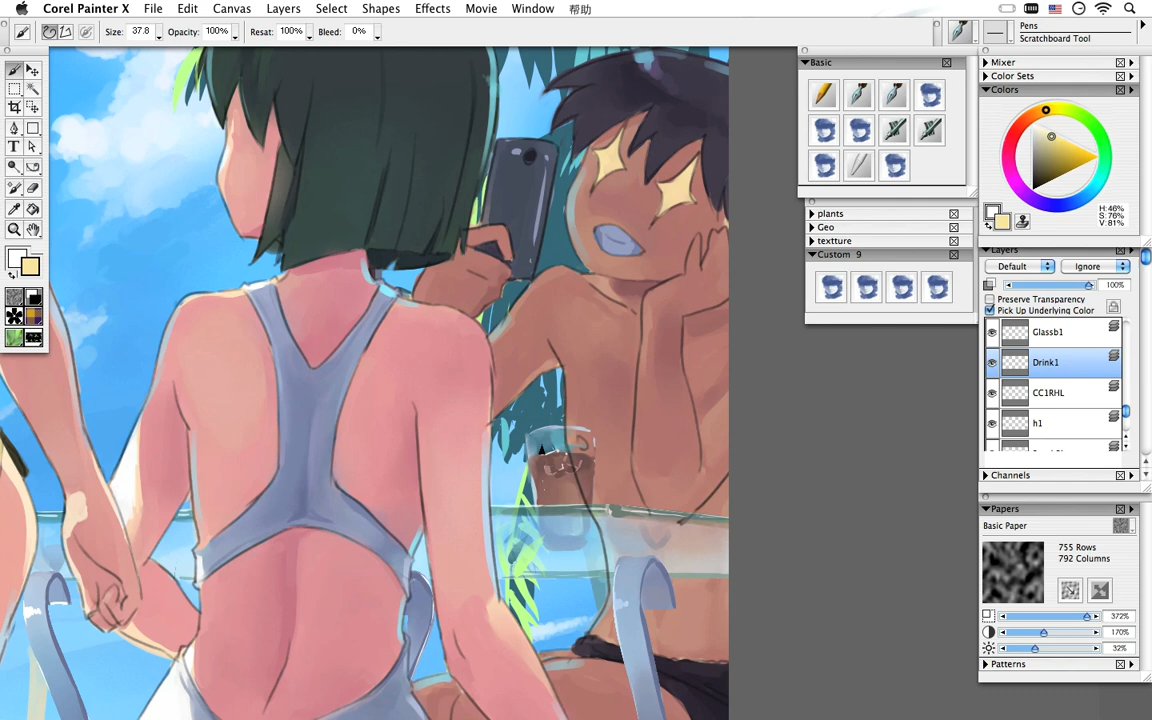 Corel Painter X File Edit Canvas Layers Select Shapes Effects Movie Window 帮助
Size: 37.8 Opacity: 100% Resat: 100% Bleed: 0%
Pens
Scratchboard Tool
Basic
plants
Geo
textture
Custom 9
Mixer
Color Sets
Colors
H: 46%
S: 76%
V: 81%
Layers
Default Ignore
100%
Preserve Transparency
Pick Up Underlying Color
Glassb1
Drink1
CC1RHL
h1
Channels
Papers
Basic Paper
755 Rows
792 Columns
372%
170%
32%
Patterns